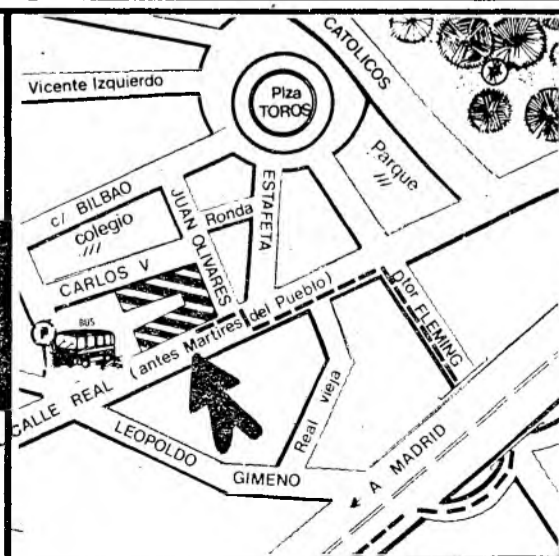 CATOLICOS
Vicente Izquierdo
Plza
TOROS
Parque
c/ BILBAO
colegio
JUAN OLIVARES
Ronda
ESTAFETA
CARLOS V
BUS
CALLE REAL (antes Martires del Pueblo)
Dtor FLEMING
Real vieja
LEOPOLDO
GIMENO
A MADRID